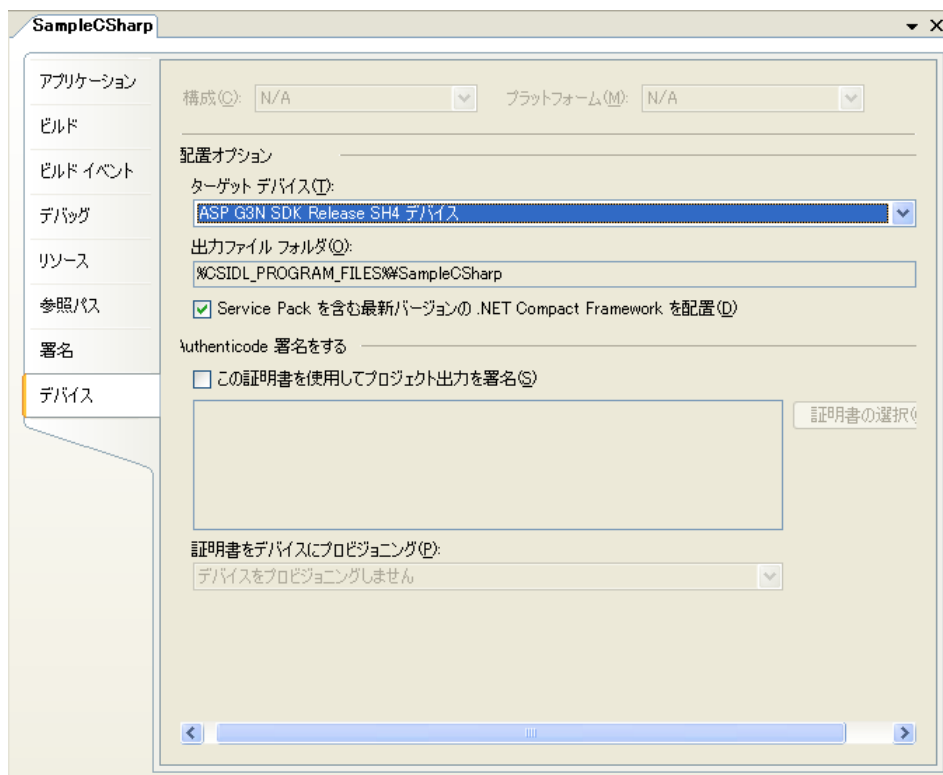 SampleCSharp
アプリケーション
ビルド
ビルド イベント
デバッグ
リソース
参照パス
署名
デバイス
構成(C): N/A プラットフォーム(M): N/A
配置オプション
ターゲット デバイス(T):
ASP G3N SDK Release SH4 デバイス
出力ファイル フォルダ(O):
%CSIDL_PROGRAM_FILES%¥SampleCSharp
Service Pack を含む最新バージョンの .NET Compact Framework を配置(D)
Authenticode 署名をする
この証明書を使用してプロジェクト出力を署名(S)
証明書の選択(
証明書をデバイスにプロビジョニング(P):
デバイスをプロビジョニングしません